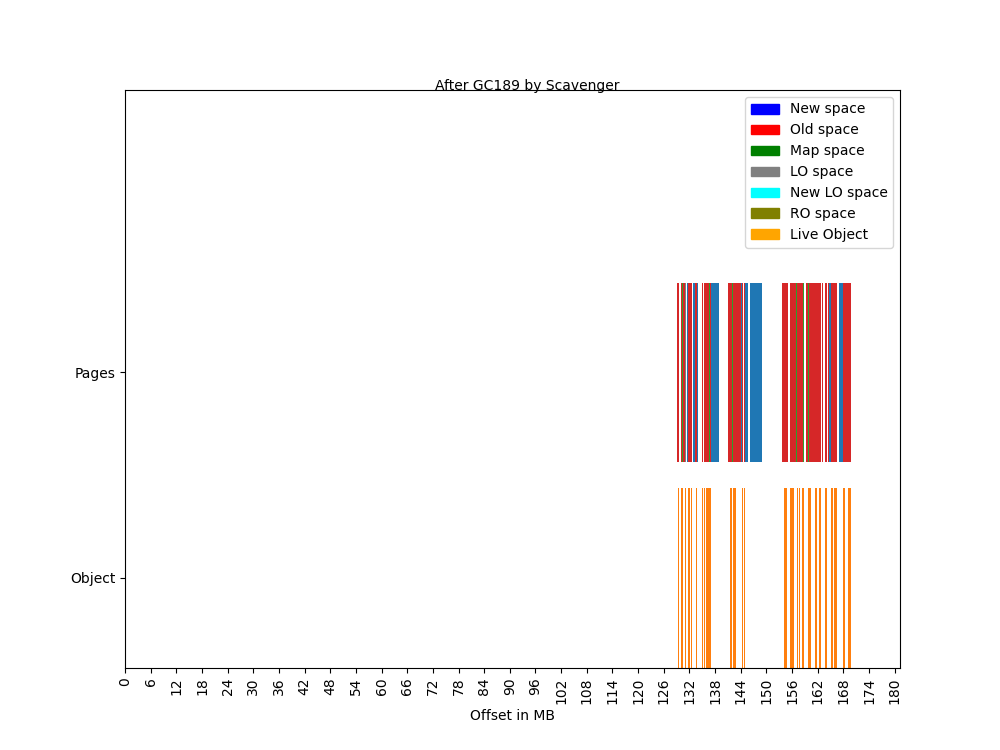 After GC189 by Scavenger
New space
Old space
Map space
LO space
New LO space
RO space
Live Object
Pages
Object
0 6 12 18 24 30 36 42 48 54 60 66 72 78 84 90 96 102 108 114 120 126 132 138 144 150 156 162 168 174 180
Offset in MB